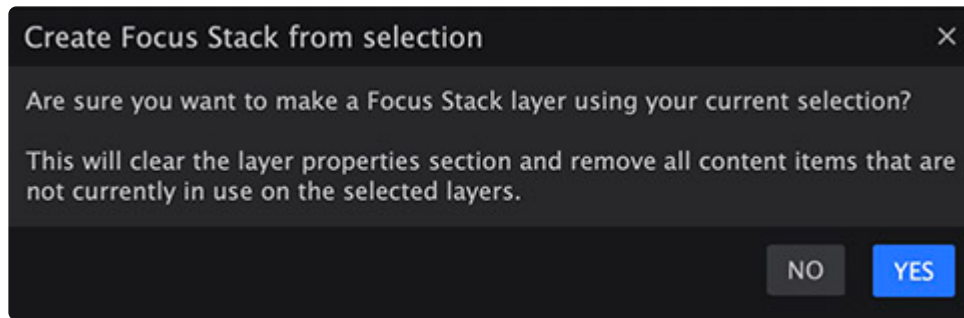 Create Focus Stack from selection
Are sure you want to make a Focus Stack layer using your current selection?
This will clear the layer properties section and remove all content items that are
not currently in use on the selected layers.
NO
YES